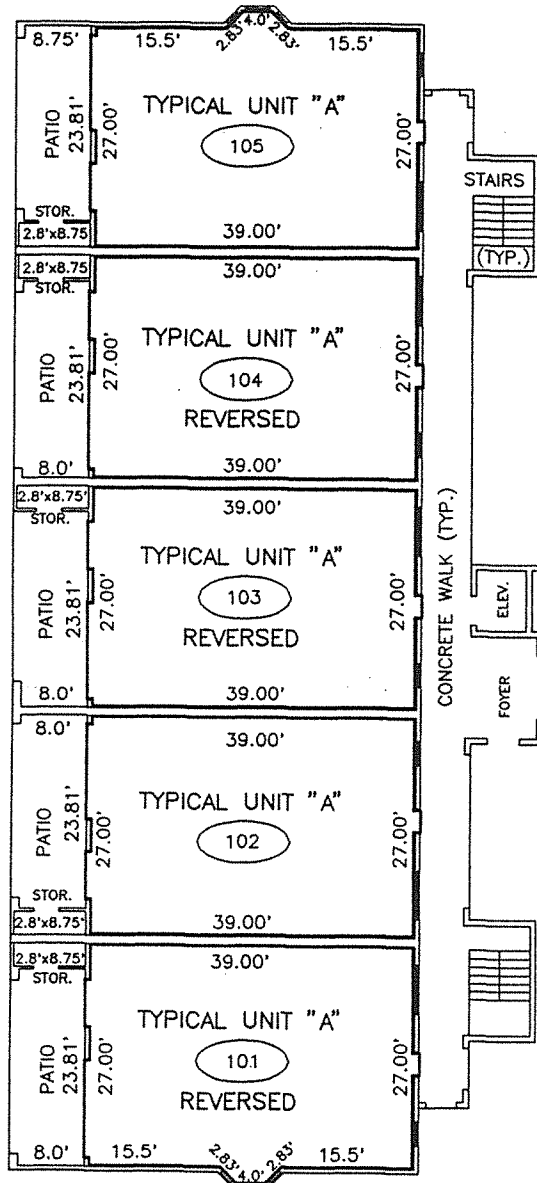 8.75'
15.5'
2.83'
4.0'
2.83'
15.5'
TYPICAL UNIT "A"
105
PATIO
23.81'
27.00'
27.00'
STOR.
2.8'x8.75
39.00'
STAIRS
(TYP.)
2.8'x8.75
STOR.
39.00'
TYPICAL UNIT "A"
104
REVERSED
PATIO
23.81'
27.00'
27.00'
8.0'
39.00'
2.8'x8.75'
STOR.
39.00'
TYPICAL UNIT "A"
103
REVERSED
PATIO
23.81'
27.00'
27.00'
8.0'
39.00'
CONCRETE WALK (TYP.)
ELEV.
FOYER
8.0'
39.00'
TYPICAL UNIT "A"
102
PATIO
23.81'
27.00'
27.00'
STOR.
2.8'x8.75'
39.00'
2.8'x8.75'
STOR.
39.00'
TYPICAL UNIT "A"
101
REVERSED
PATIO
23.81'
27.00'
27.00'
8.0'
15.5'
2.83'
4.0'
2.83'
15.5'